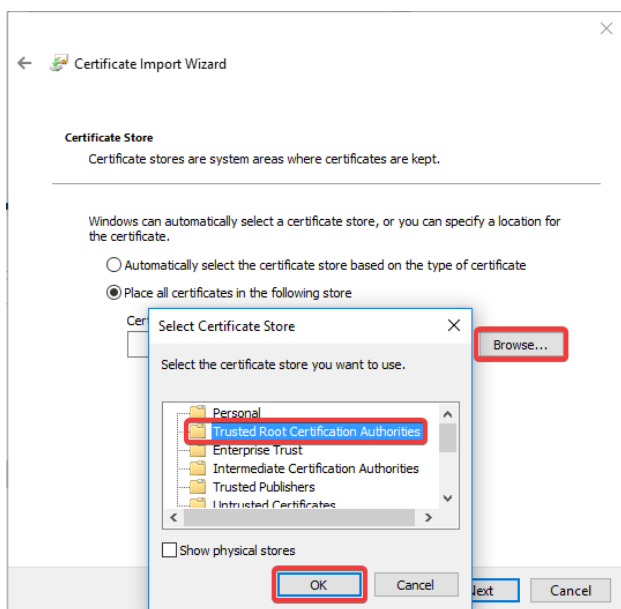 Certificate Import Wizard
Certificate Store
Certificate stores are system areas where certificates are kept.
Windows can automatically select a certificate store, or you can specify a location for
the certificate.
Automatically select the certificate store based on the type of certificate
Place all certificates in the following store
Browse...
Select Certificate Store
Select the certificate store you want to use.
Personal
Trusted Root Certification Authorities
Enterprise Trust
Intermediate Certification Authorities
Trusted Publishers
Untrusted Certificates
Show physical stores
OK
Cancel
Next
Cancel